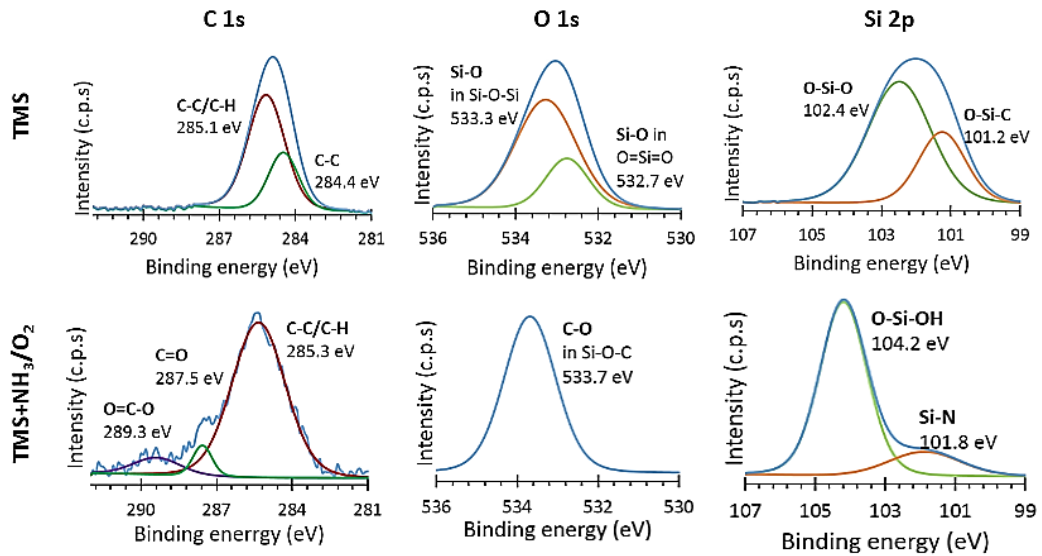 C 1s
O 1s
Si 2p
TMS
Intensity (c.p.s)
C-C/C-H
285.1 eV
C-C
284.4 eV
290
287
284
281
Binding energy (eV)
Intensity (c.p.s)
Si-O
in Si-O-Si
533.3 eV
Si-O in
O=Si=O
532.7 eV
536
534
532
530
Binding energy (eV)
Intensity (c.p.s)
O-Si-O
102.4 eV
O-Si-C
101.2 eV
107
105
103
101
99
Binding energy (eV)
TMS+NH₃/O₂
Intensity (c.p.s)
O=C-O
289.3 eV
C=O
287.5 eV
C-C/C-H
285.3 eV
290
287
284
281
Binding enerrgy (eV)
Intensity (c.p.s)
C-O
in Si-O-C
533.7 eV
536
534
532
530
Binding energy (eV)
Intensity (c.p.s)
O-Si-OH
104.2 eV
Si-N
101.8 eV
107
105
103
101
99
Binding energy (eV)